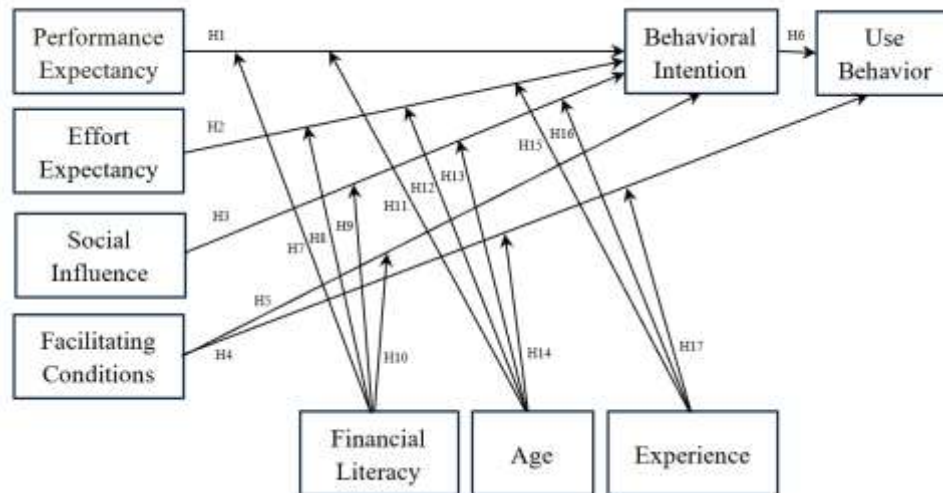 Performance
Expectancy
H1
Behavioral
Intention
H6
Use
Behavior
Effort
Expectancy
H2
H16
H15
H13
H12
Social
Influence
H3
H11
H9
H8
H7
Facilitating
Conditions
H5
H4
H10
H14
H17
Financial
Literacy
Age
Experience